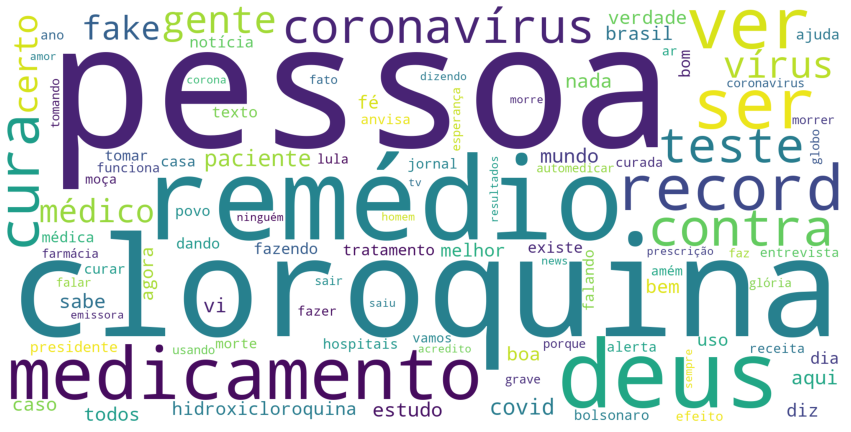 ano
fake
gente
coronavírus
verdade
ver
amor
notícia
brasil
ajuda
certo
pessoa
ar
bom
vírus
corona
fato
dizendo
nada
coronavirus
tomando
texto
fé
anvisa
esperança
morre
ser
morrer
cura
teste
globo
tomar
funciona
casa
paciente
lula
jornal
mundo
curada
moça
remédio
tv
resultados
automedicar
record
médico
povo
ninguém
homem
contra
médica
dando
fazendo
tratamento
melhor
existe
prescrição
faz
entrevista
farmácia
curar
agora
cloroquina
sair
news
falando
amém
falar
sabe
vi
fazer
saiu
bem
glória
emissora
presidente
usando
morte
hospitais
vamos
acredito
porque
boa
alerta
uso
receita
dia
medicamento
grave
deus
sempre
aqui
caso
todos
hidroxicloroquina
estudo
covid
bolsonaro
efeito
diz